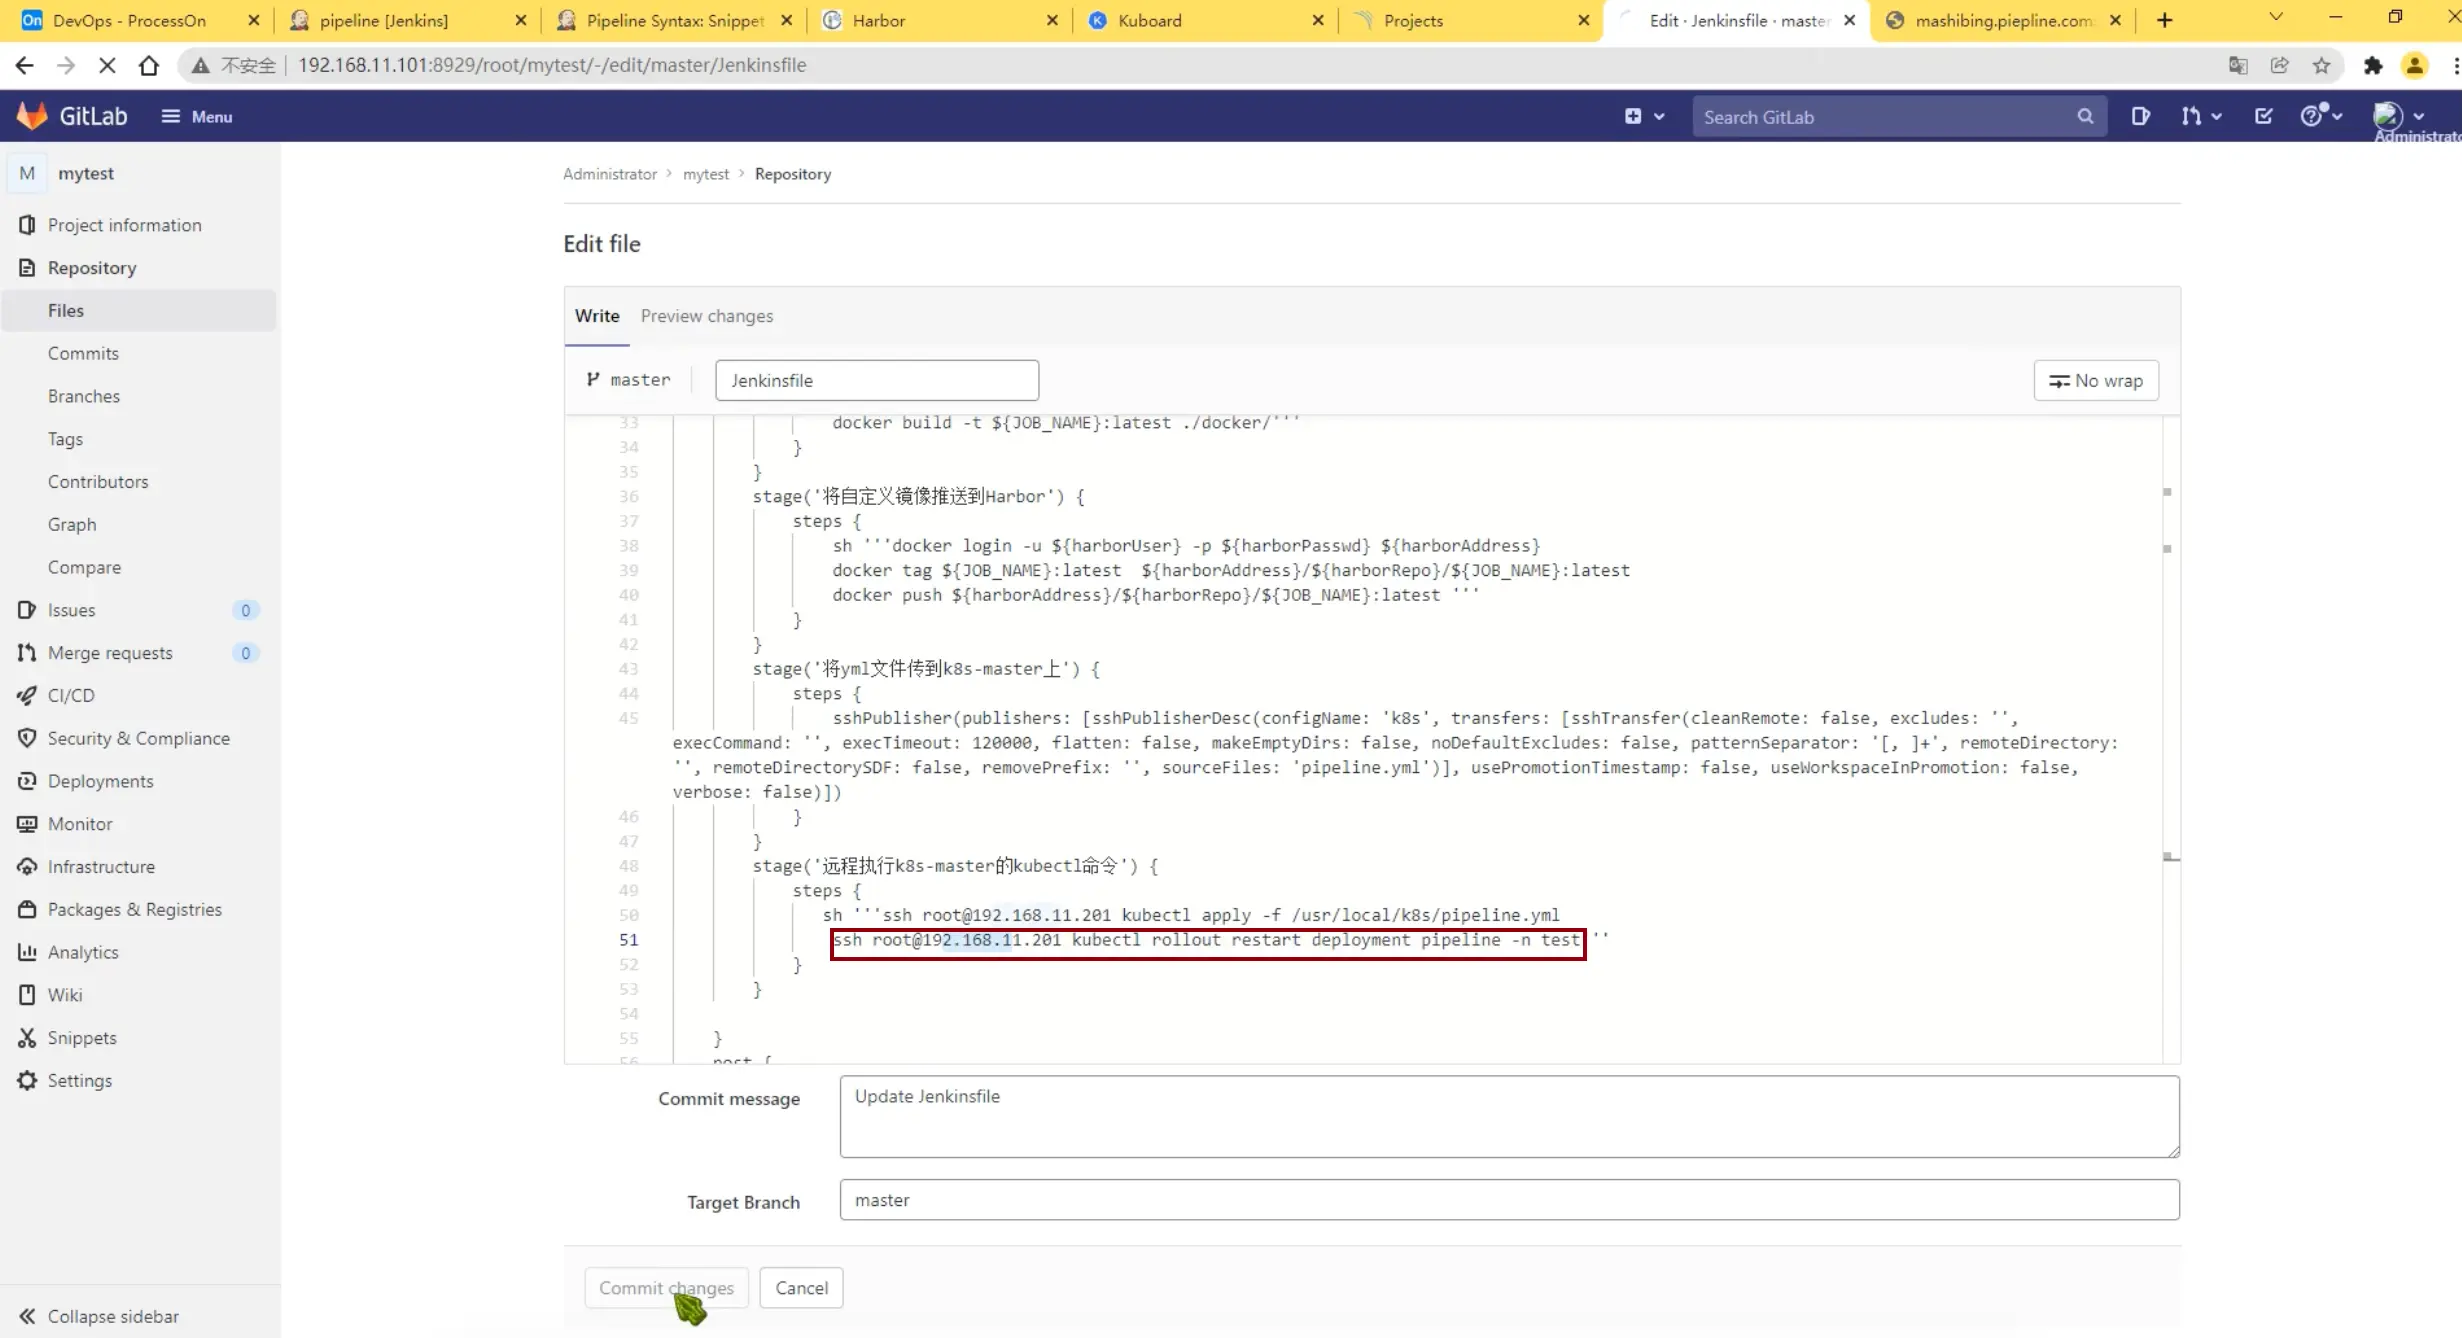 On DevOps - ProcessOn
pipeline [Jenkins]
Pipeline Syntax: Snippet
Harbor
Kuboard
Projects
Edit · Jenkinsfile · master
mashibing.piepline.com
不安全 192.168.11.101:8929/root/mytest/-/edit/master/Jenkinsfile
GitLab Menu
Search GitLab
M mytest
Administrator > mytest > Repository
Project information
Repository
Files
Commits
Branches
Tags
Contributors
Graph
Compare
Issues 0
Merge requests 0
CI/CD
Security & Compliance
Deployments
Monitor
Infrastructure
Packages & Registries
Analytics
Wiki
Snippets
Settings
Collapse sidebar
Edit file
Write Preview changes
master Jenkinsfile No wrap
33 docker build -t ${JOB_NAME}:latest ./docker/'''
34 }
35 }
36 stage('将自定义镜像推送到Harbor') {
37 steps {
38 sh '''docker login -u ${harborUser} -p ${harborPasswd} ${harborAddress}
39 docker tag ${JOB_NAME}:latest ${harborAddress}/${harborRepo}/${JOB_NAME}:latest
40 docker push ${harborAddress}/${harborRepo}/${JOB_NAME}:latest '''
41 }
42 }
43 stage('将yml文件传到k8s-master上') {
44 steps {
45 sshPublisher(publishers: [sshPublisherDesc(configName: 'k8s', transfers: [sshTransfer(cleanRemote: false, excludes: '',
execCommand: '', execTimeout: 120000, flatten: false, makeEmptyDirs: false, noDefaultExcludes: false, patternSeparator: '[, ]+', remoteDirectory:
'', remoteDirectorySDF: false, removePrefix: '', sourceFiles: 'pipeline.yml')], usePromotionTimestamp: false, useWorkspaceInPromotion: false,
verbose: false)])
46 }
47 }
48 stage('远程执行k8s-master的kubectl命令') {
49 steps {
50 sh '''ssh root@192.168.11.201 kubectl apply -f /usr/local/k8s/pipeline.yml
51 ssh root@192.168.11.201 kubectl rollout restart deployment pipeline -n test ''
52 }
53 }
54
55 }
56 post {
Commit message Update Jenkinsfile
Target Branch master
Commit changes Cancel